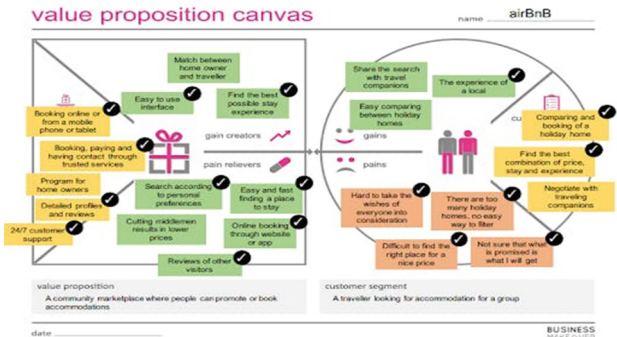 value proposition canvas
name airBnB
Match between
home owner
and traveller
Easy to use
interface
Find the best
possible stay
experience
Booking online or
from a mobile
phone or tablet
Booking, paying and
having contact through
trusted services
Program for
home owners
Detailed profiles
and reviews
24/7 customer
support
gain creators
pain relievers
Search according
to personal
preferences
Easy and fast
finding a place
to stay
Cutting middlemen
results in lower
prices
Online booking
through website
or app
Reviews of other
visitors
Share the search
with travel
companions
The experience of
a local
Easy comparing
between holiday
homes
gains
pains
cu
Comparing and
booking of a
holiday home
Find the best
combination of price,
stay and experience
Negotiate with
traveling
companions
Hard to take the
wishes of
everyone into
consideration
There are too
many holiday
homes, no easy
way to filter
Difficult to find the
right place for a
nice price
Not sure that what
is promised is
what I will get
value proposition
A community marketplace where people can promote or book
accommodations
customer segment
A traveller looking for accommodation for a group
date
BUSINESS